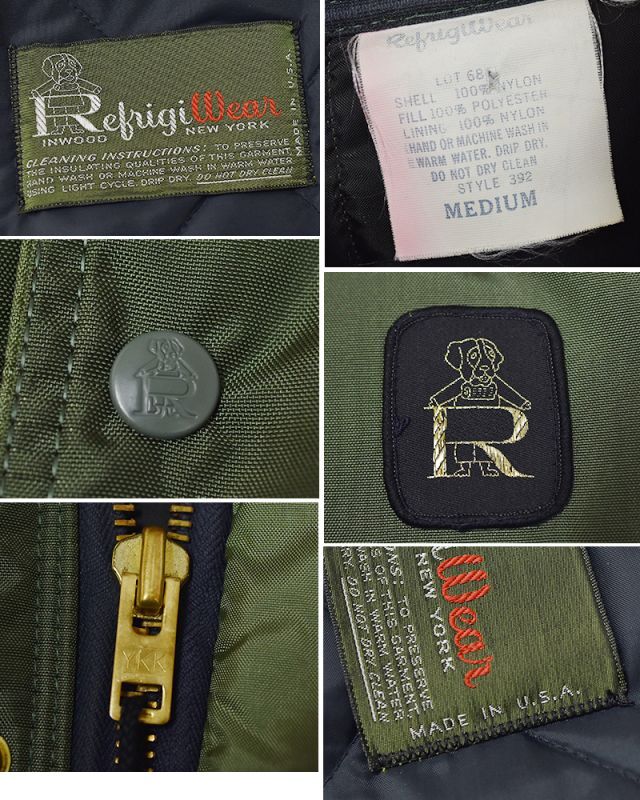 RefrigiWear
INWOOD NEW YORK
MADE IN U.S.A.
CLEANING INSTRUCTIONS: TO PRESERVE
THE INSULATING QUALITIES OF THIS GARMENT,
HAND WASH OR MACHINE WASH IN WARM WATER
USING LIGHT CYCLE. DRIP DRY. DO NOT DRY CLEAN
RefrigiWear
LOT 68
SHELL 100% NYLON
FILL 100% POLYESTER
LINING 100% NYLON
HAND OR MACHINE WASH IN
WARM WATER. DRIP DRY.
DO NOT DRY CLEAN
STYLE 392
MEDIUM
R
R
YKK
Wear
NEW YORK
NS: TO PRESERVE
S OF THIS GARMENT,
WASH IN WARM WATER
DRY. DO NOT DRY CLEAN
MADE IN U.S.A.